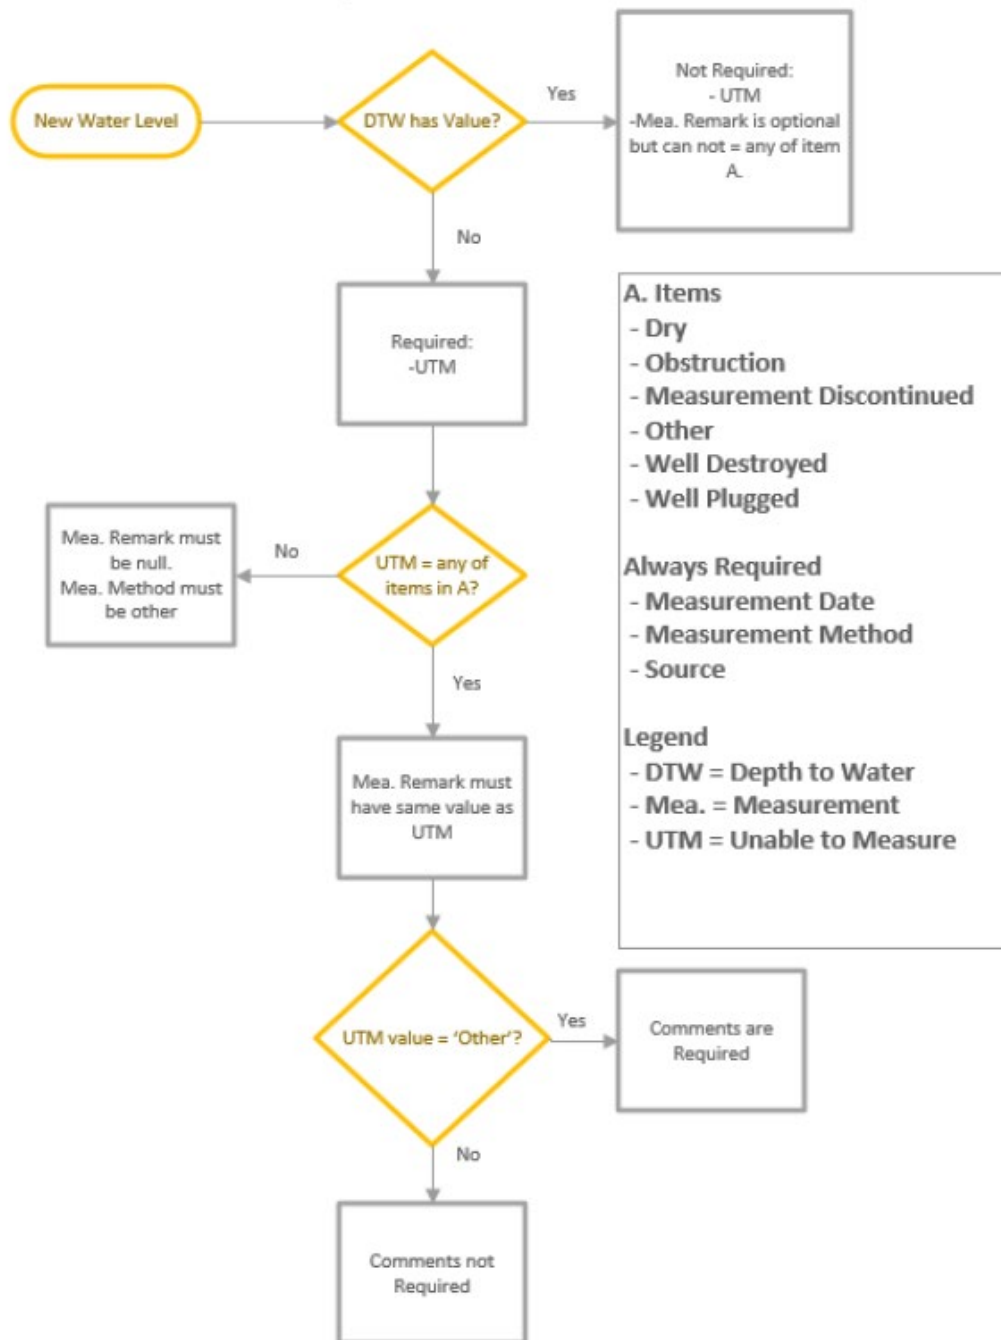 New Water Level
DTW has Value?
Yes
Not Required:
- UTM
-Mea. Remark is optional
but can not = any of item
A.
No
Required:
-UTM
UTM = any of
items in A?
No
Mea. Remark must
be null.
Mea. Method must
be other
Yes
Mea. Remark must
have same value as
UTM
UTM value = ‘Other’?
Yes
Comments are
Required
No
Comments not
Required
A. Items
- Dry
- Obstruction
- Measurement Discontinued
- Other
- Well Destroyed
- Well Plugged
Always Required
- Measurement Date
- Measurement Method
- Source
Legend
- DTW = Depth to Water
- Mea. = Measurement
- UTM = Unable to Measure